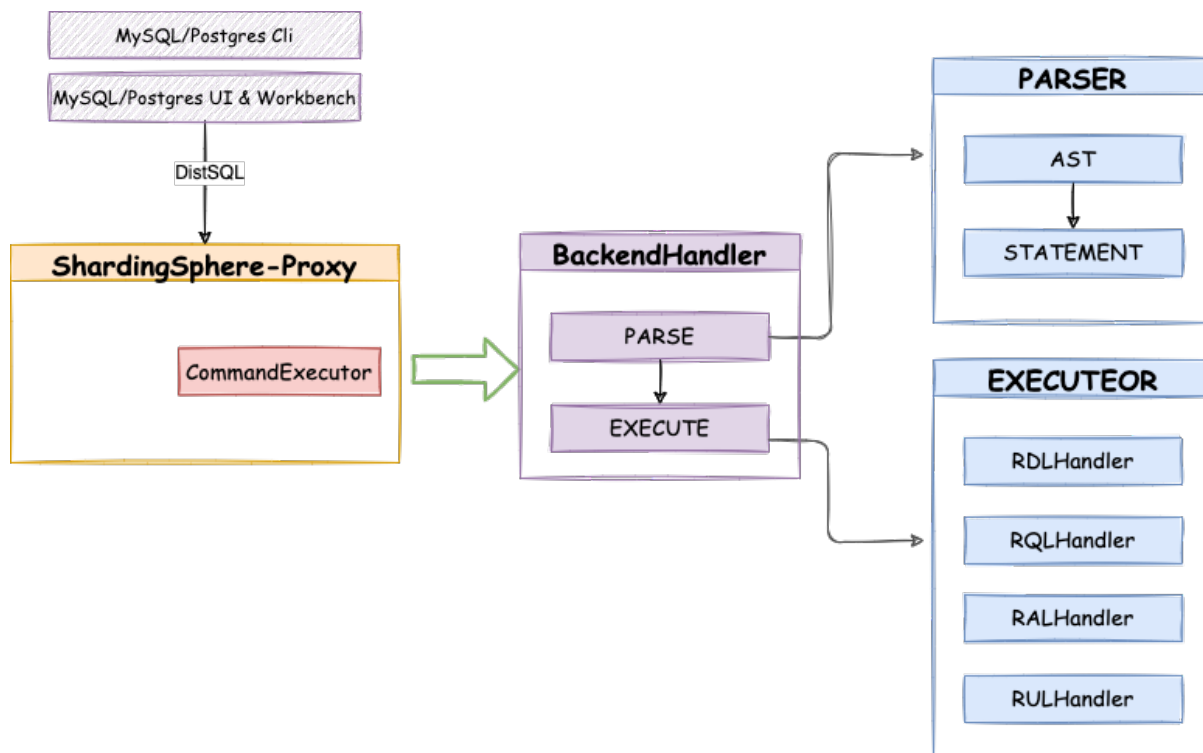 MySQL/Postgres Cli
MySQL/Postgres UI & Workbench
DistSQL
ShardingSphere-Proxy
CommandExecutor
BackendHandler
PARSE
EXECUTE
PARSER
AST
STATEMENT
EXECUTEOR
RDLHandler
RQLHandler
RALHandler
RULHandler